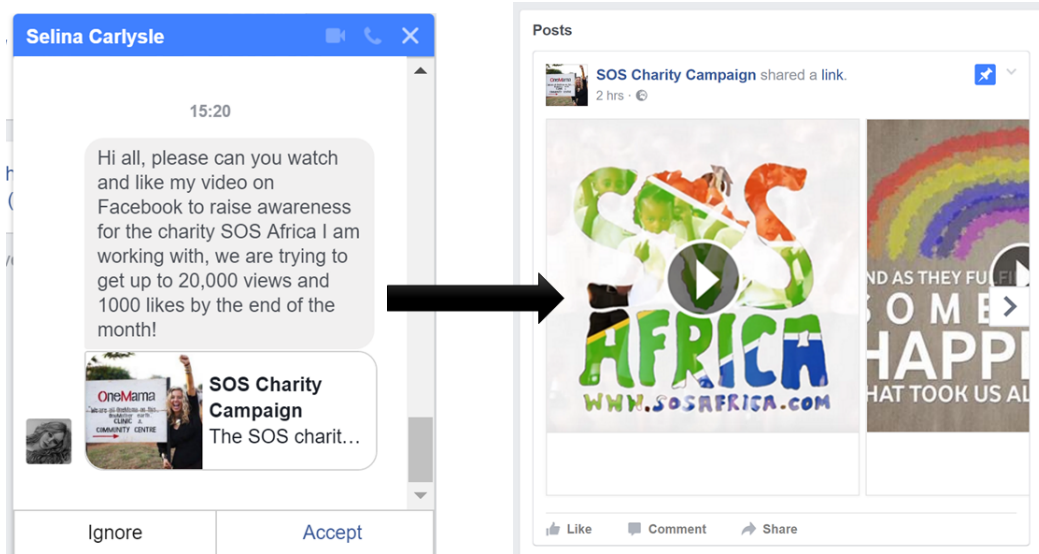 Selina Carlysle
15:20
Hi all, please can you watch
and like my video on
Facebook to raise awareness
for the charity SOS Africa I am
working with, we are trying to
get up to 20,000 views and
1000 likes by the end of the
month!
OneMama
CLINIC &
COMMUNITY CENTRE
SOS Charity
Campaign
The SOS charit...
Ignore
Accept
Posts
SOS Charity Campaign shared a link.
2 hrs
SOS
AFRICA
WWW.SOSAFRICA.COM
ND AS THEY FULFI
SOME
HAPP
HAT TOOK US AL
Like
Comment
Share